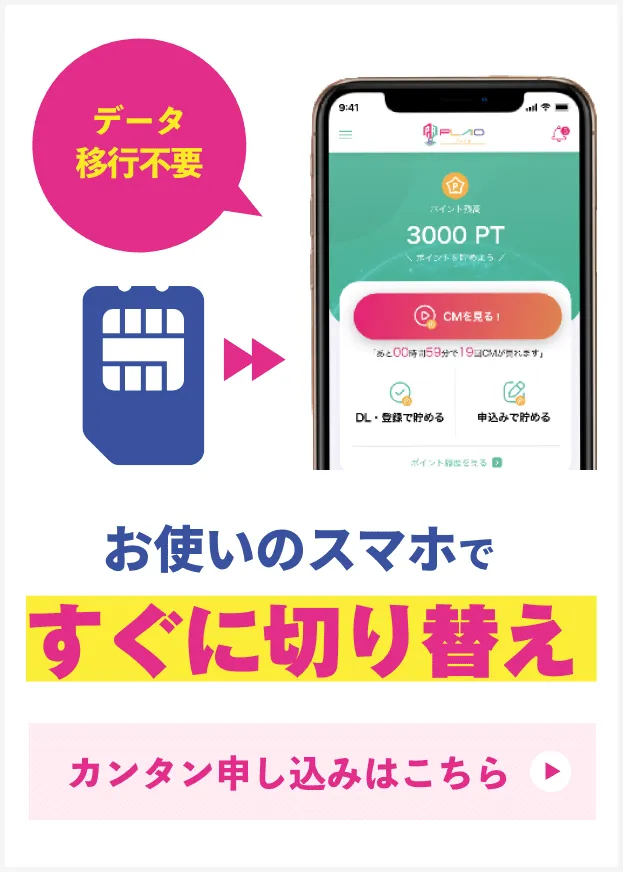 データ
移行不要
9:41
PLAD
ポイント残高
3000 PT
＼ ポイントを貯めよう ／
CMを見る！
「あと00時間59分で19回CMが見れます」
DL・登録で貯める
申込みで貯める
ポイント履歴を見る
お使いのスマホで
すぐに切り替え
カンタン申し込みはこちら